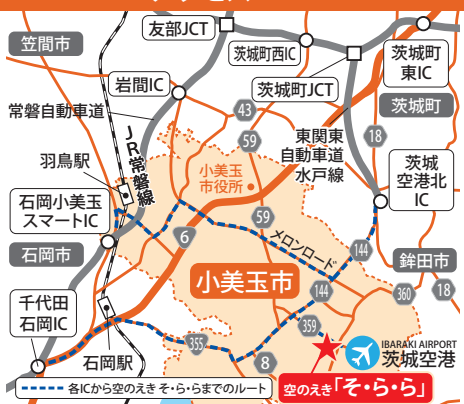 友部JCT
笠間市
茨城町西IC
茨城町
東IC
岩間IC
茨城町JCT
茨城町
常磐自動車道
43
59
東関東
自動車道
水戸線
18
JR常磐線
羽鳥駅
小美玉
市役所
茨城
空港北
IC
石岡小美玉
スマートIC
59
6
メロンロード
144
石岡市
小美玉市
鉾田市
144
360
18
千代田
石岡IC
359
355
IBARAKI AIRPORT
茨城空港
石岡駅
8
各ICから空のえき そ・ら・らまでのルート
空のえき「そ・ら・ら」